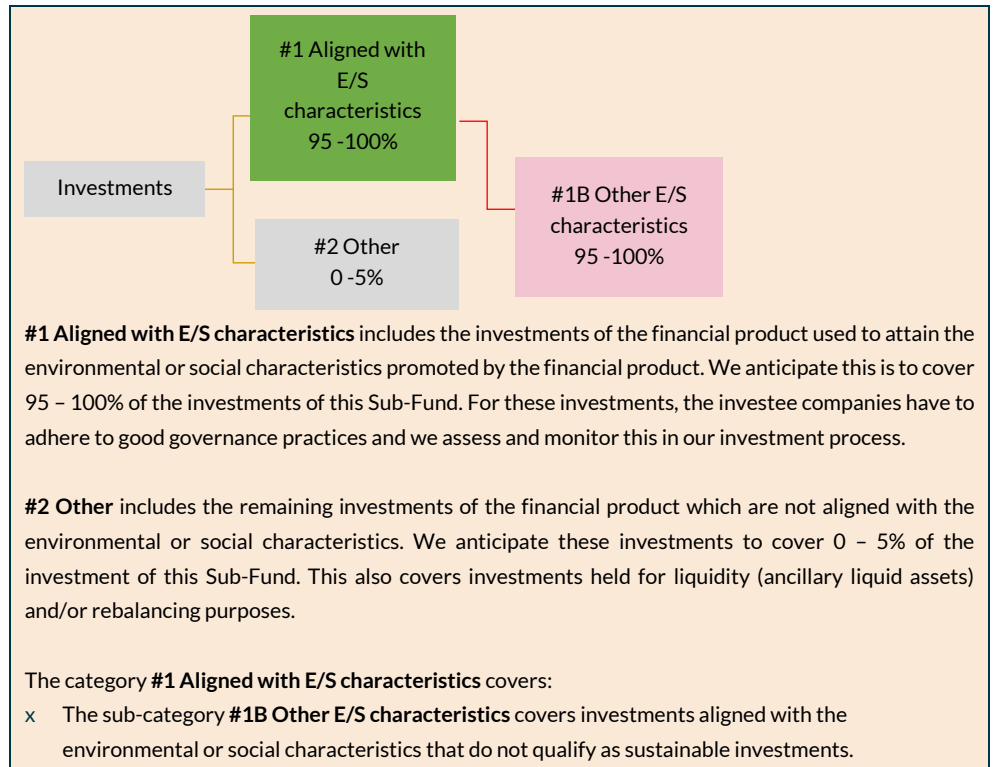 #1 Aligned with
E/S
characteristics
95 -100%
Investments
#1B Other E/S
characteristics
95 -100%
#2 Other
0 -5%
#1 Aligned with E/S characteristics includes the investments of the financial product used to attain the
environmental or social characteristics promoted by the financial product. We anticipate this is to cover
95 – 100% of the investments of this Sub-Fund. For these investments, the investee companies have to
adhere to good governance practices and we assess and monitor this in our investment process.
#2 Other includes the remaining investments of the financial product which are not aligned with the
environmental or social characteristics. We anticipate these investments to cover 0 – 5% of the
investment of this Sub-Fund. This also covers investments held for liquidity (ancillary liquid assets)
and/or rebalancing purposes.
The category #1 Aligned with E/S characteristics covers:
x The sub-category #1B Other E/S characteristics covers investments aligned with the
environmental or social characteristics that do not qualify as sustainable investments.